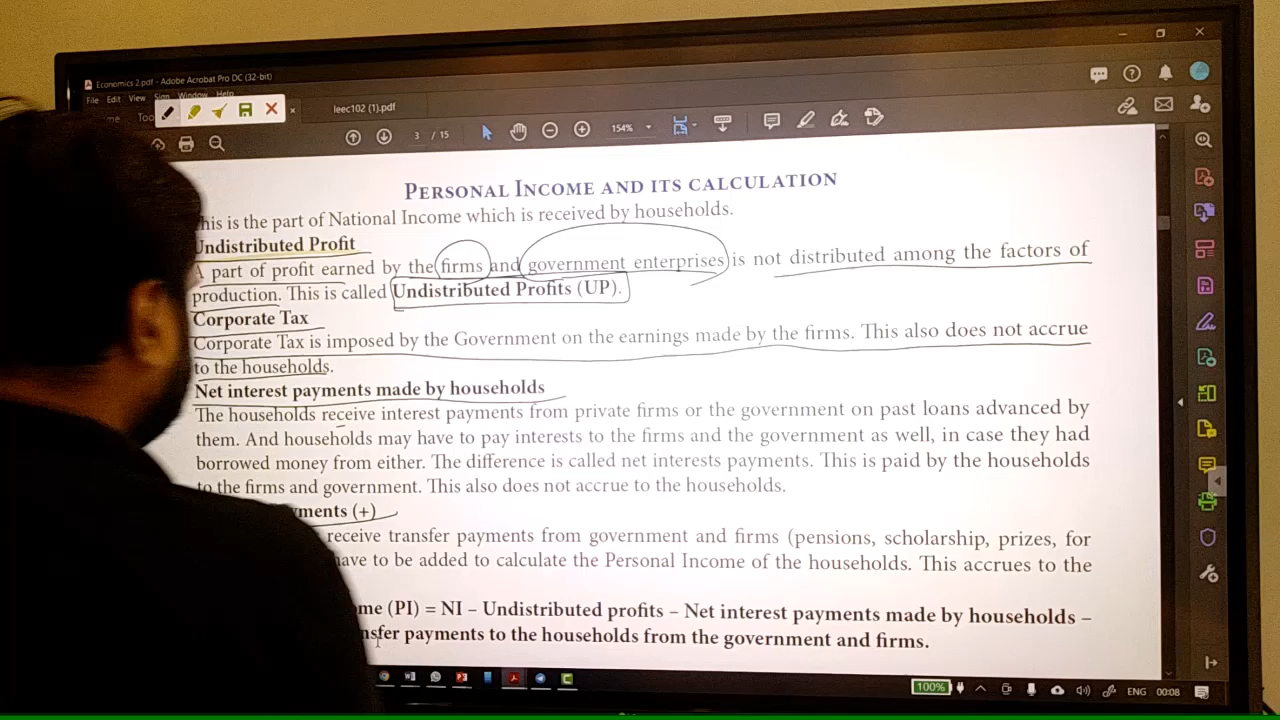 Economics 2.pdf - Adobe Acrobat Pro DC (32-bit)
File Edit View Sign Window Help
leec102 (1).pdf
3 / 15
154%
PERSONAL INCOME AND ITS CALCULATION
his is the part of National Income which is received by households.
Undistributed Profit
A part of profit earned by the firms and government enterprises is not distributed among the factors of
production. This is called Undistributed Profits (UP).
Corporate Tax
Corporate Tax is imposed by the Government on the earnings made by the firms. This also does not accrue
to the households.
Net interest payments made by households
The households receive interest payments from private firms or the government on past loans advanced by
them. And households may have to pay interests to the firms and the government as well, in case they had
borrowed money from either. The difference is called net interests payments. This is paid by the households
to the firms and government. This also does not accrue to the households.
yments (+)
receive transfer payments from government and firms (pensions, scholarship, prizes, for
have to be added to calculate the Personal Income of the households. This accrues to the
me (PI) = NI – Undistributed profits – Net interest payments made by households –
nsfer payments to the households from the government and firms.
100%
ENG 00:08